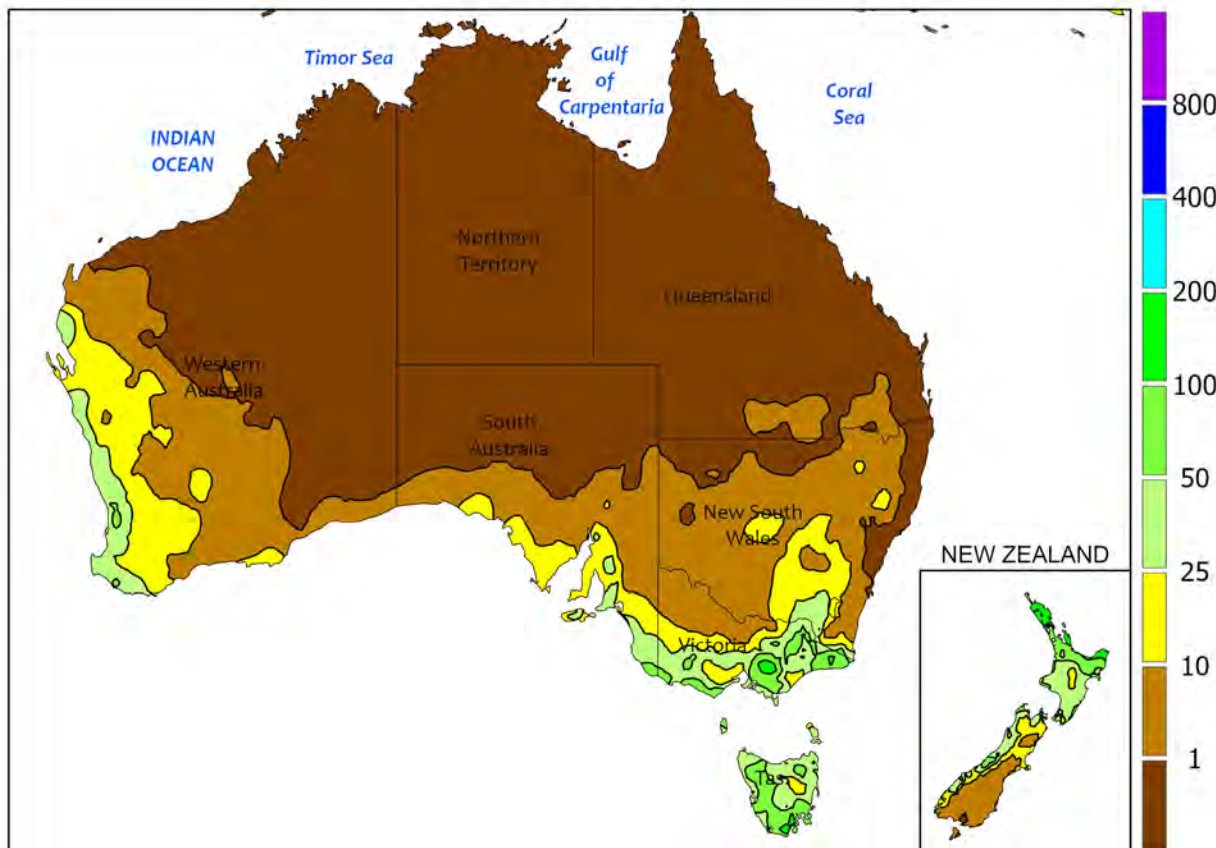 Timor Sea
Gulf
of
Carpentaria
Coral
Sea
INDIAN
OCEAN
Northern
Territory
Queensland
Western
Australia
South
Australia
New South
Wales
Victoria
Tas
NEW ZEALAND
800
400
200
100
50
25
10
1